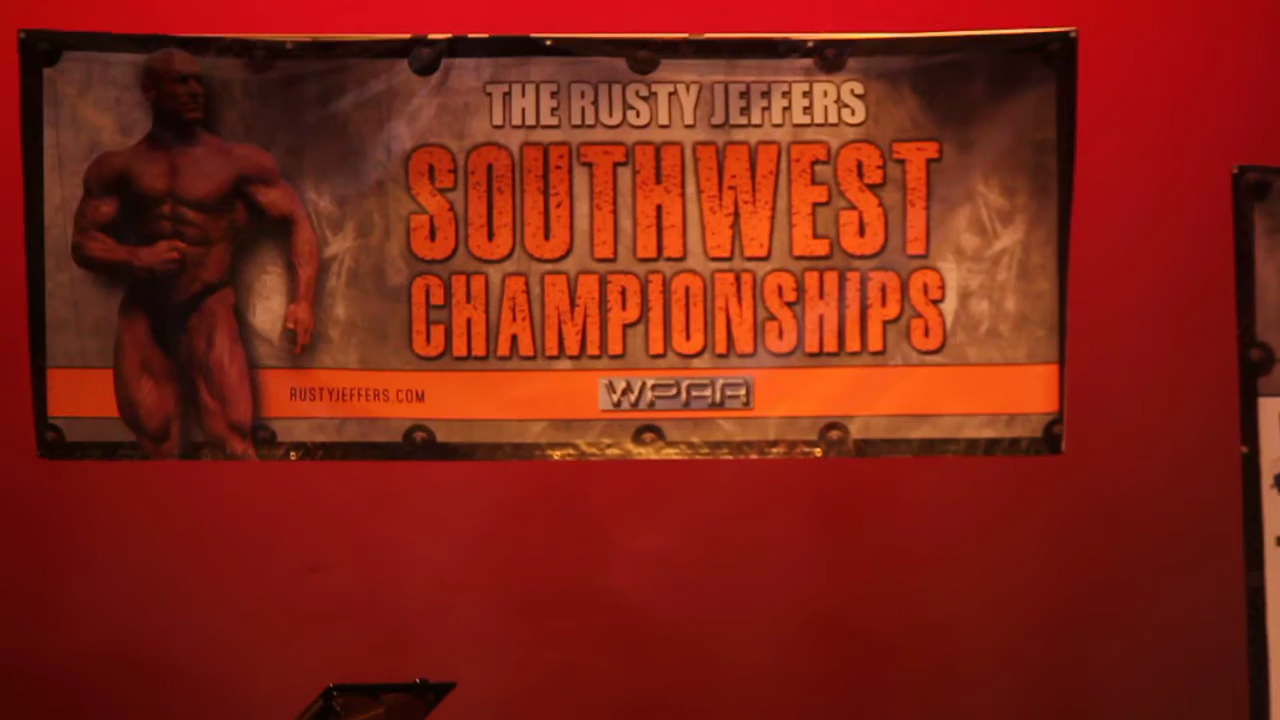 THE RUSTY JEFFERS
SOUTHWEST
CHAMPIONSHIPS
RUSTYJEFFERS.COM
WPAA